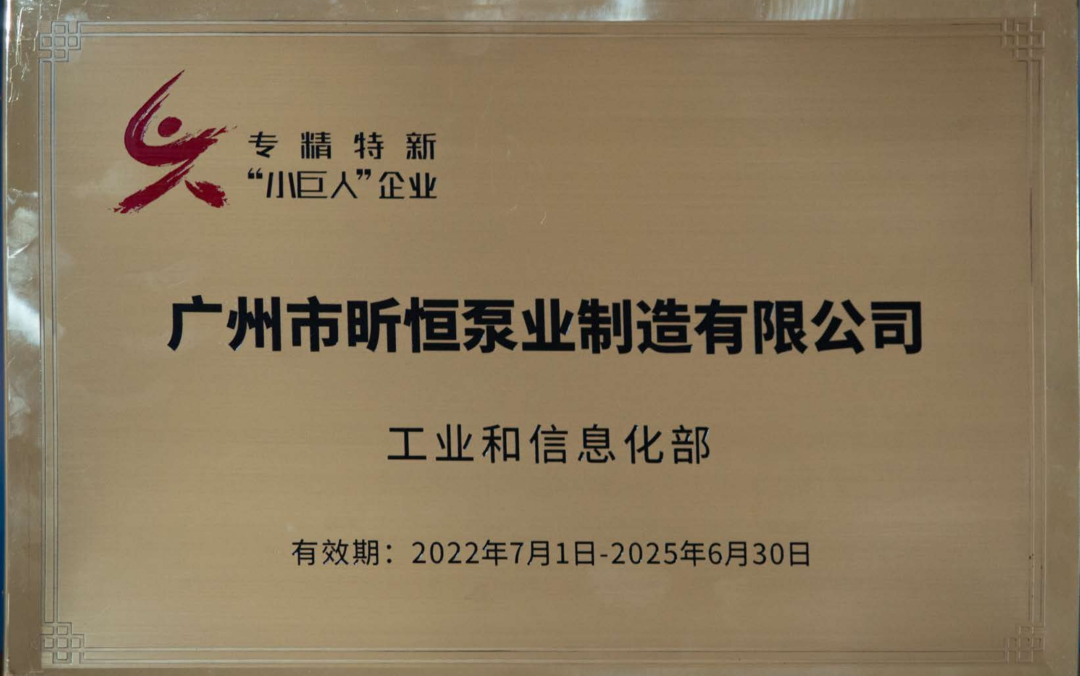 专精特新
“小巨人”企业
广州市昕恒泵业制造有限公司
工业和信息化部
有效期：2022年7月1日-2025年6月30日